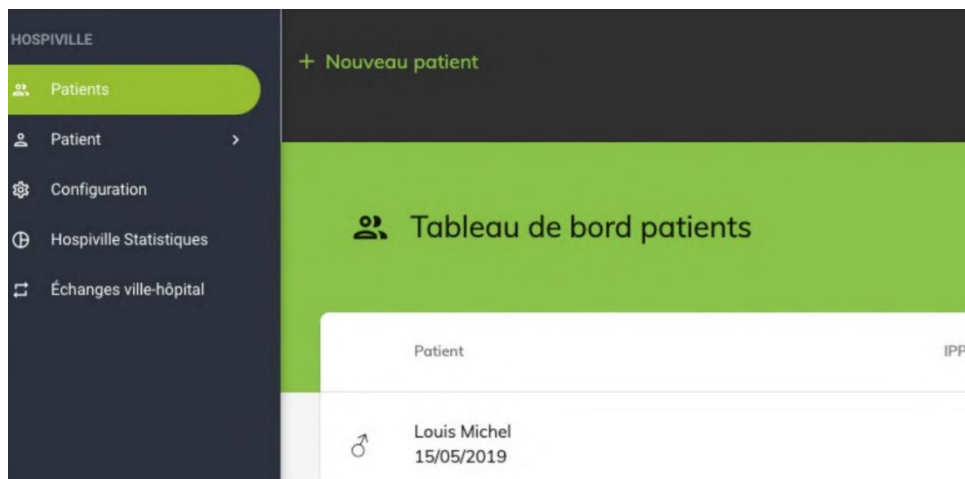 HOSPIVILLE
Patients
Patient
Configuration
Hospiville Statistiques
Échanges ville-hôpital
+ Nouveau patient
Tableau de bord patients
Patient
IPP
Louis Michel
15/05/2019